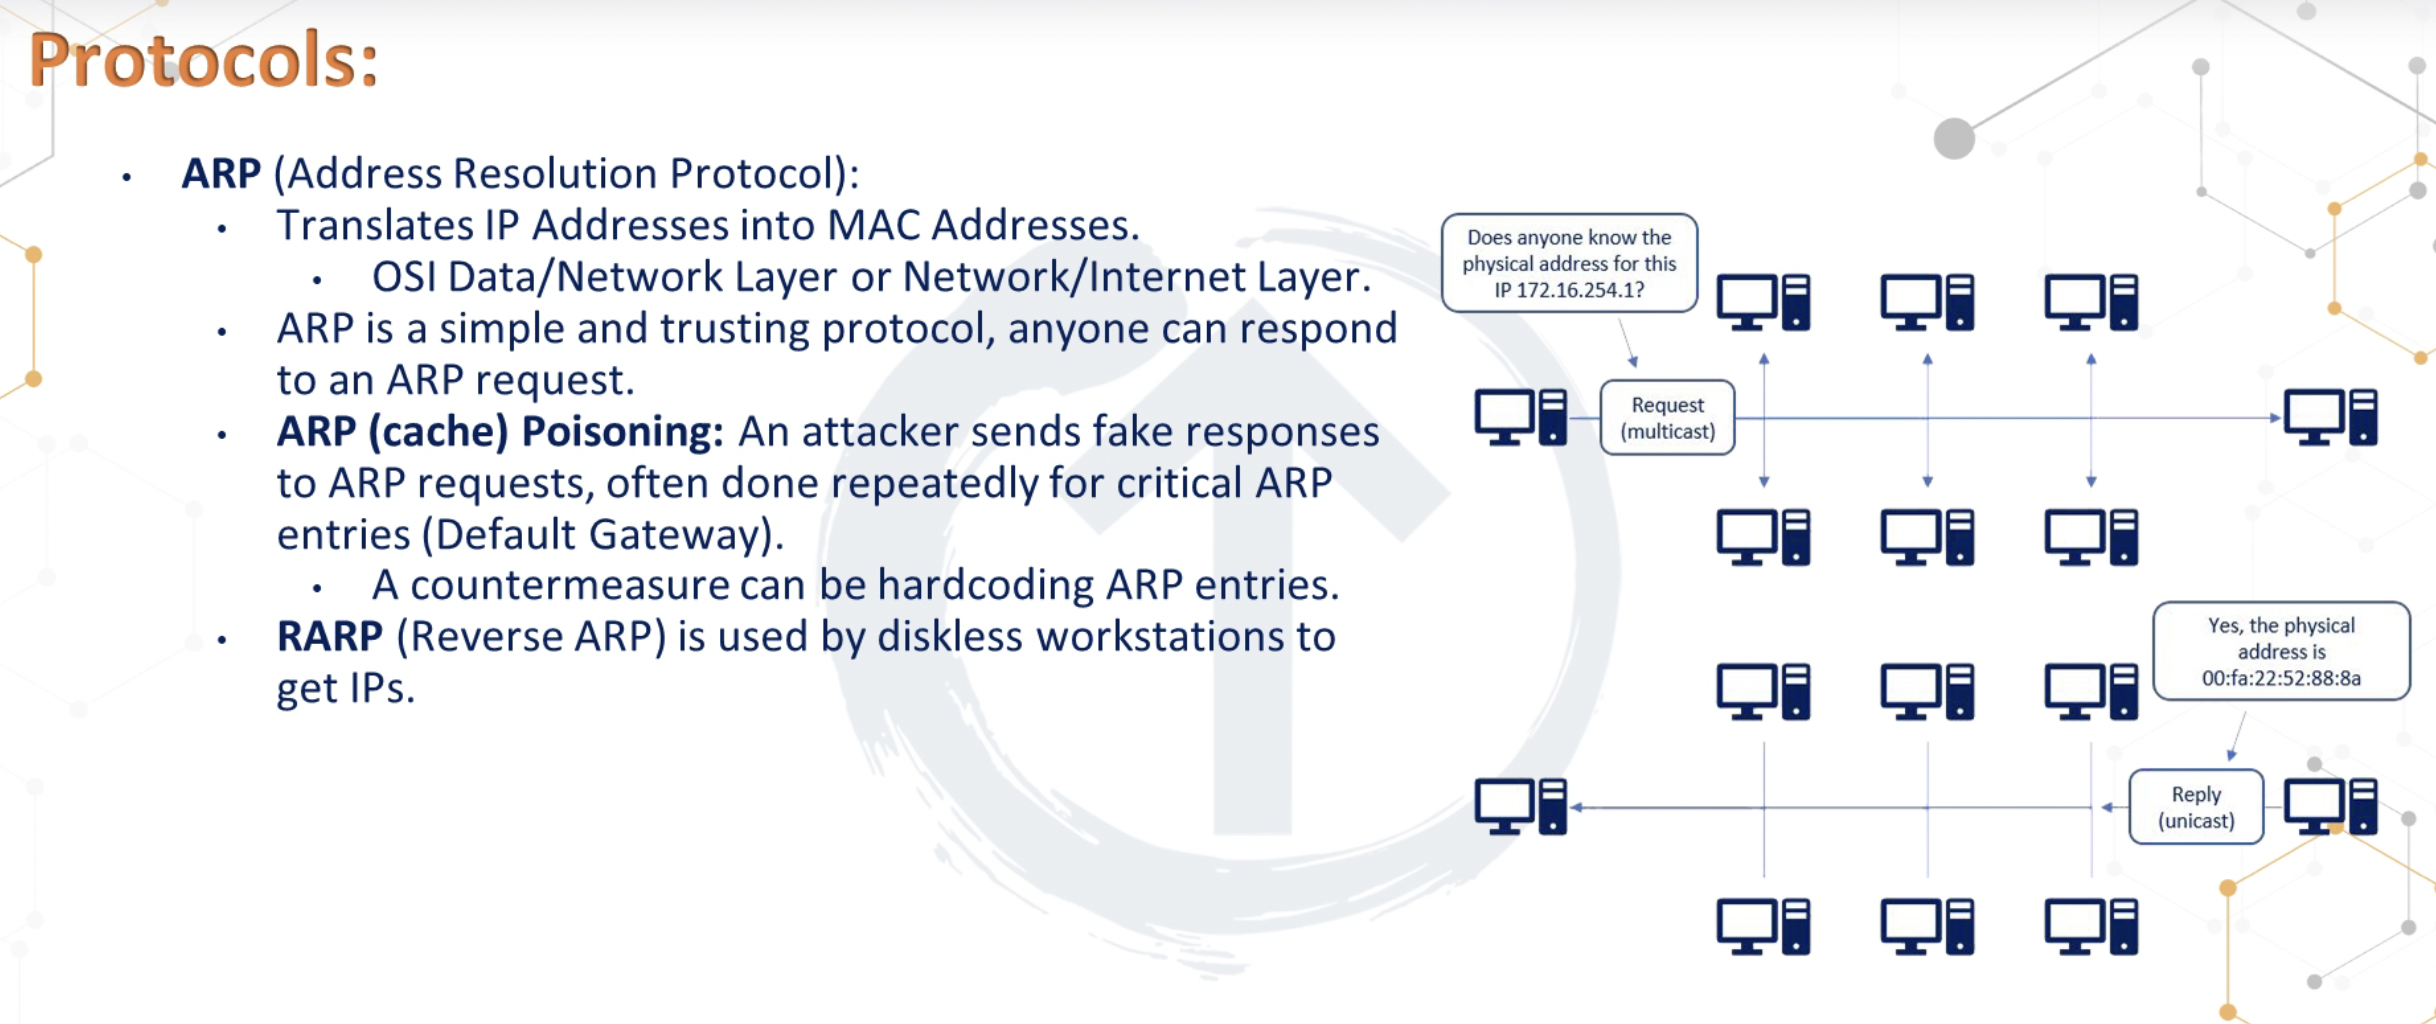 Protocols:
• ARP (Address Resolution Protocol):
• Translates IP Addresses into MAC Addresses.
• OSI Data/Network Layer or Network/Internet Layer.
• ARP is a simple and trusting protocol, anyone can respond
to an ARP request.
• ARP (cache) Poisoning: An attacker sends fake responses
to ARP requests, often done repeatedly for critical ARP
entries (Default Gateway).
• A countermeasure can be hardcoding ARP entries.
• RARP (Reverse ARP) is used by diskless workstations to
get IPs.
Does anyone know the
physical address for this
IP 172.16.254.1?
Request
(multicast)
Yes, the physical
address is
00:fa:22:52:88:8a
Reply
(unicast)